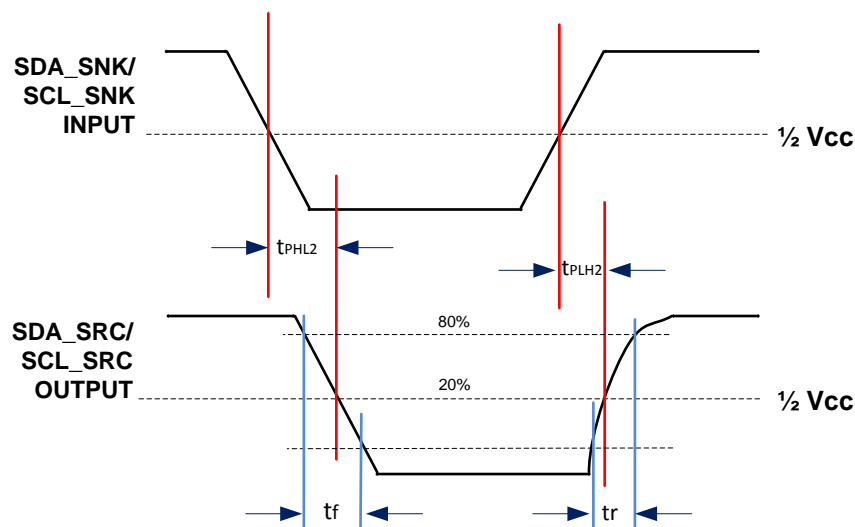 SDA_SNK/
SCL_SNK
INPUT
½ Vcc
tPHL2
tPLH2
80%
SDA_SRC/
SCL_SRC
OUTPUT
20%
½ Vcc
tf
tr